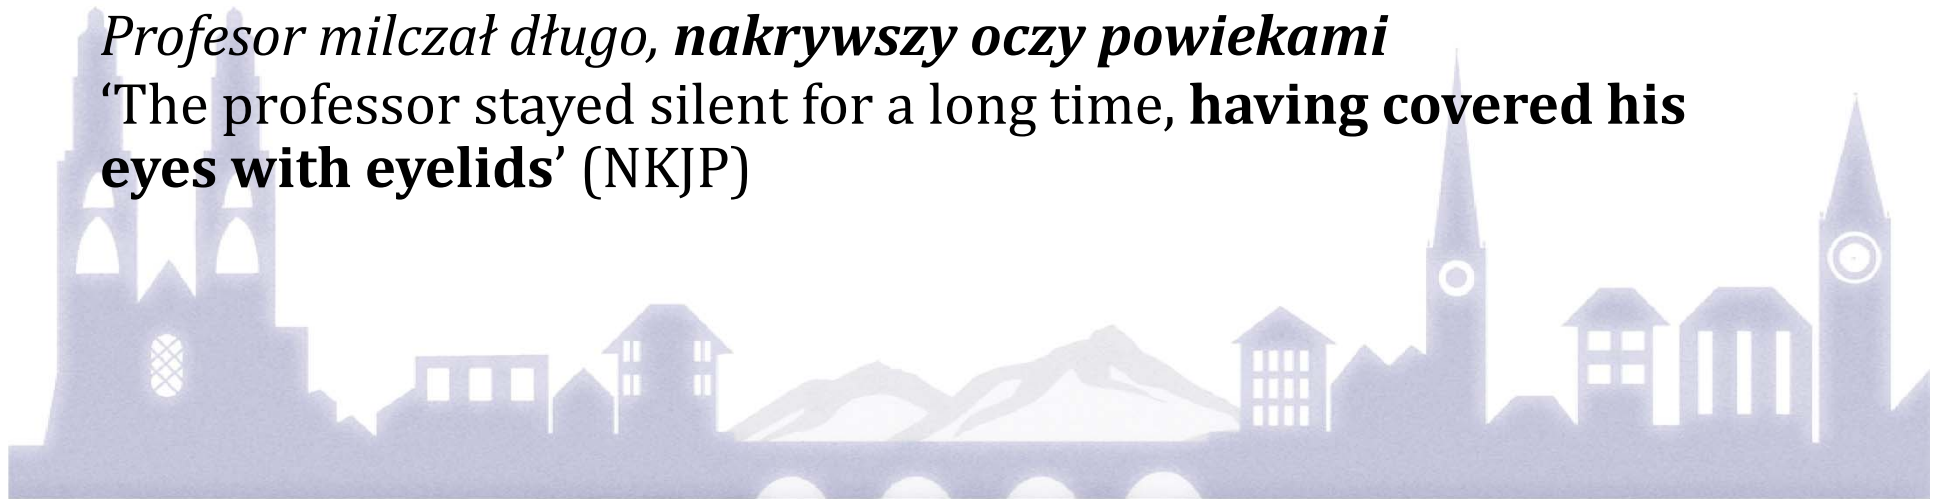 Profesor milczał długo, nakrywszy oczy powiekami
‘The professor stayed silent for a long time, having covered his
eyes with eyelids’ (NKJP)